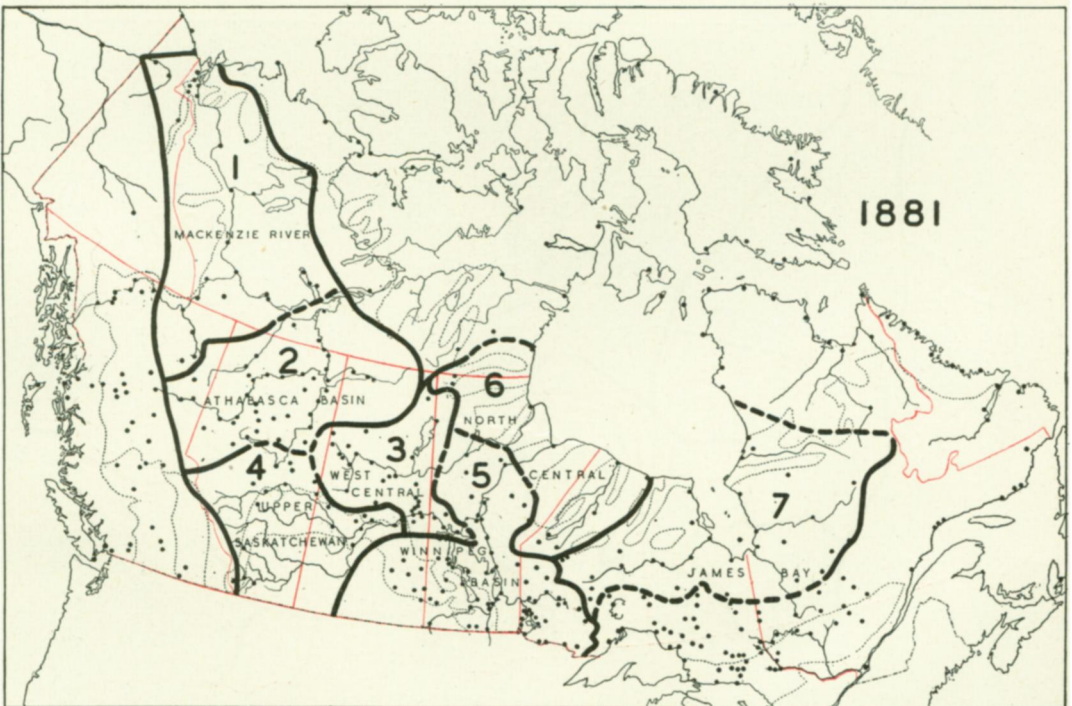 1881
1
MACKENZIE RIVER
2
ATHABASCA BASIN
6
NORTH
CENTRAL
3
WEST
CENTRAL
4
UPPER
SASKATCHEWAN
5
WINNIPEG
BASIN
7
JAMES BAY